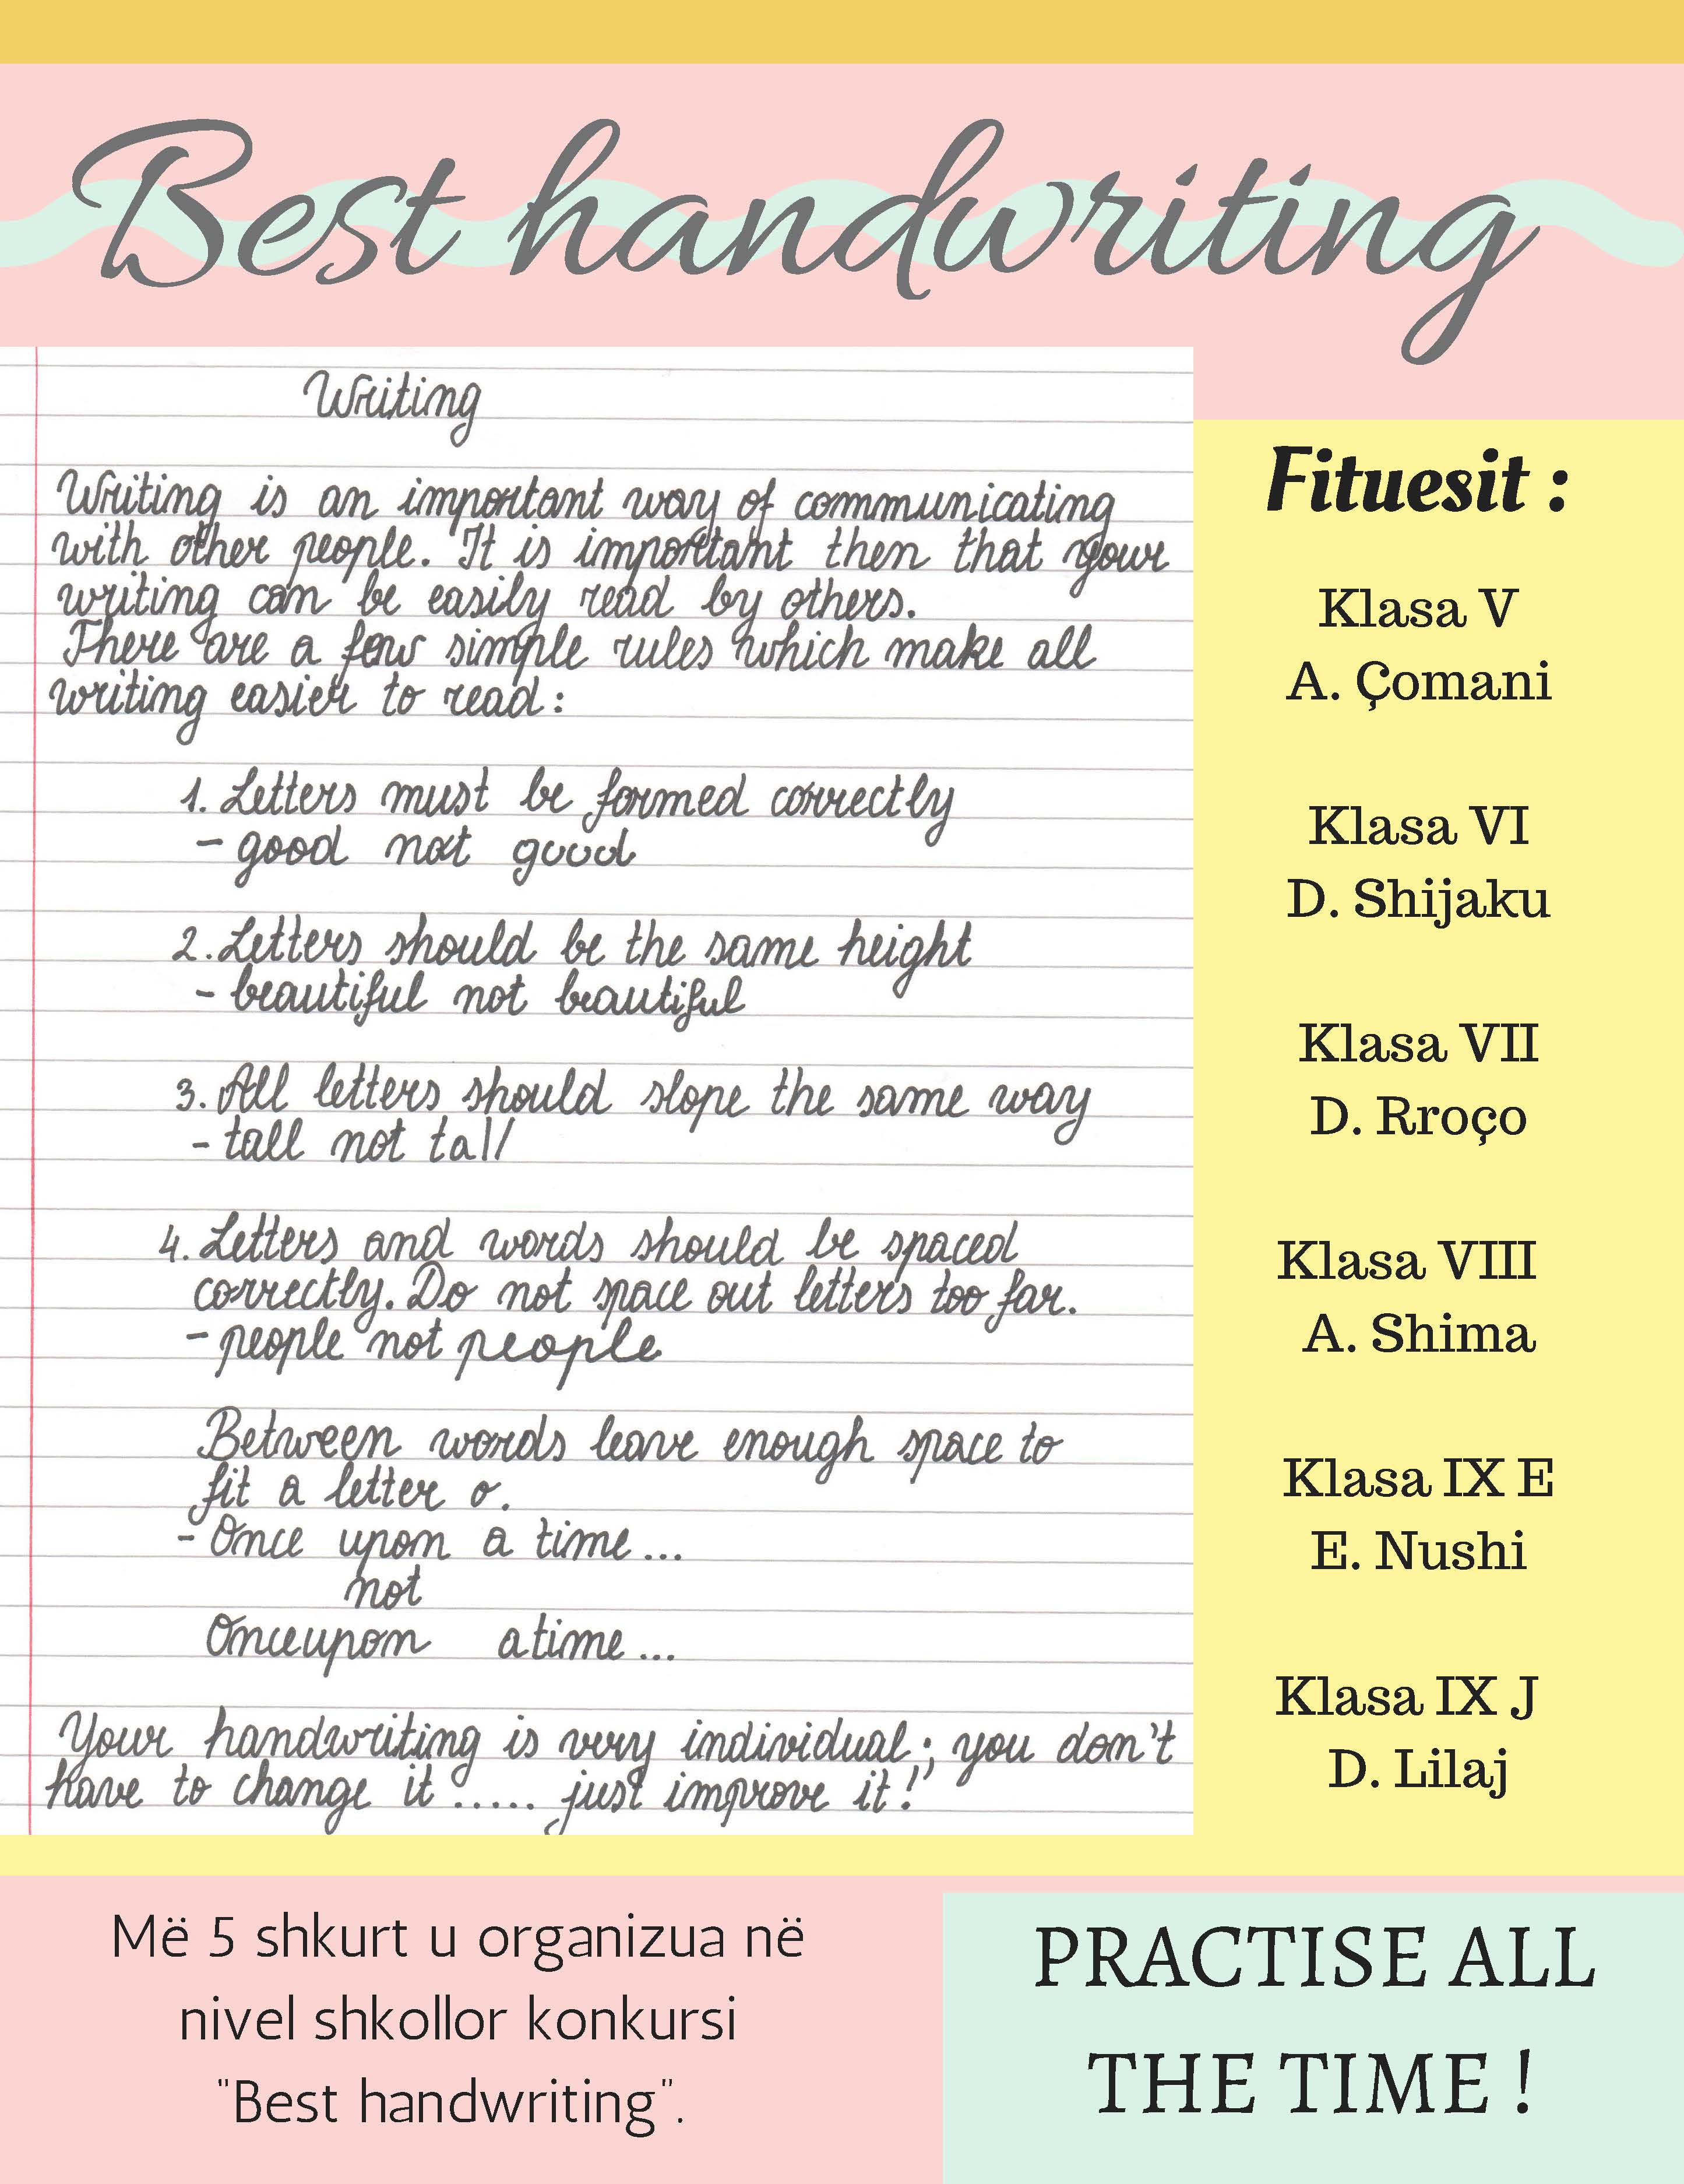 Best handwriting
Writing
Writing is an important way of communicating
with other people. It is important then that your
writing can be easily read by others.
There are a few simple rules which make all
writing easier to read:
1. Letters must be formed correctly
- good not guud
2. Letters should be the same height
- beautiful not beautiful
3. All letters should slope the same way
- tall not tall
4. Letters and words should be spaced
correctly. Do not space out letters too far.
- people not people
Between words leave enough space to
fit a letter o.
- Once upon a time...
not
Onceupon atime...
Your handwriting is very individual; you don't
have to change it ..... just improve it!
Fituesit :
Klasa V
A. Çomani
Klasa VI
D. Shijaku
Klasa VII
D. Rroço
Klasa VIII
A. Shima
Klasa IX E
E. Nushi
Klasa IX J
D. Lilaj
Më 5 shkurt u organizua në
nivel shkollor konkursi
"Best handwriting".
PRACTISE ALL
THE TIME !